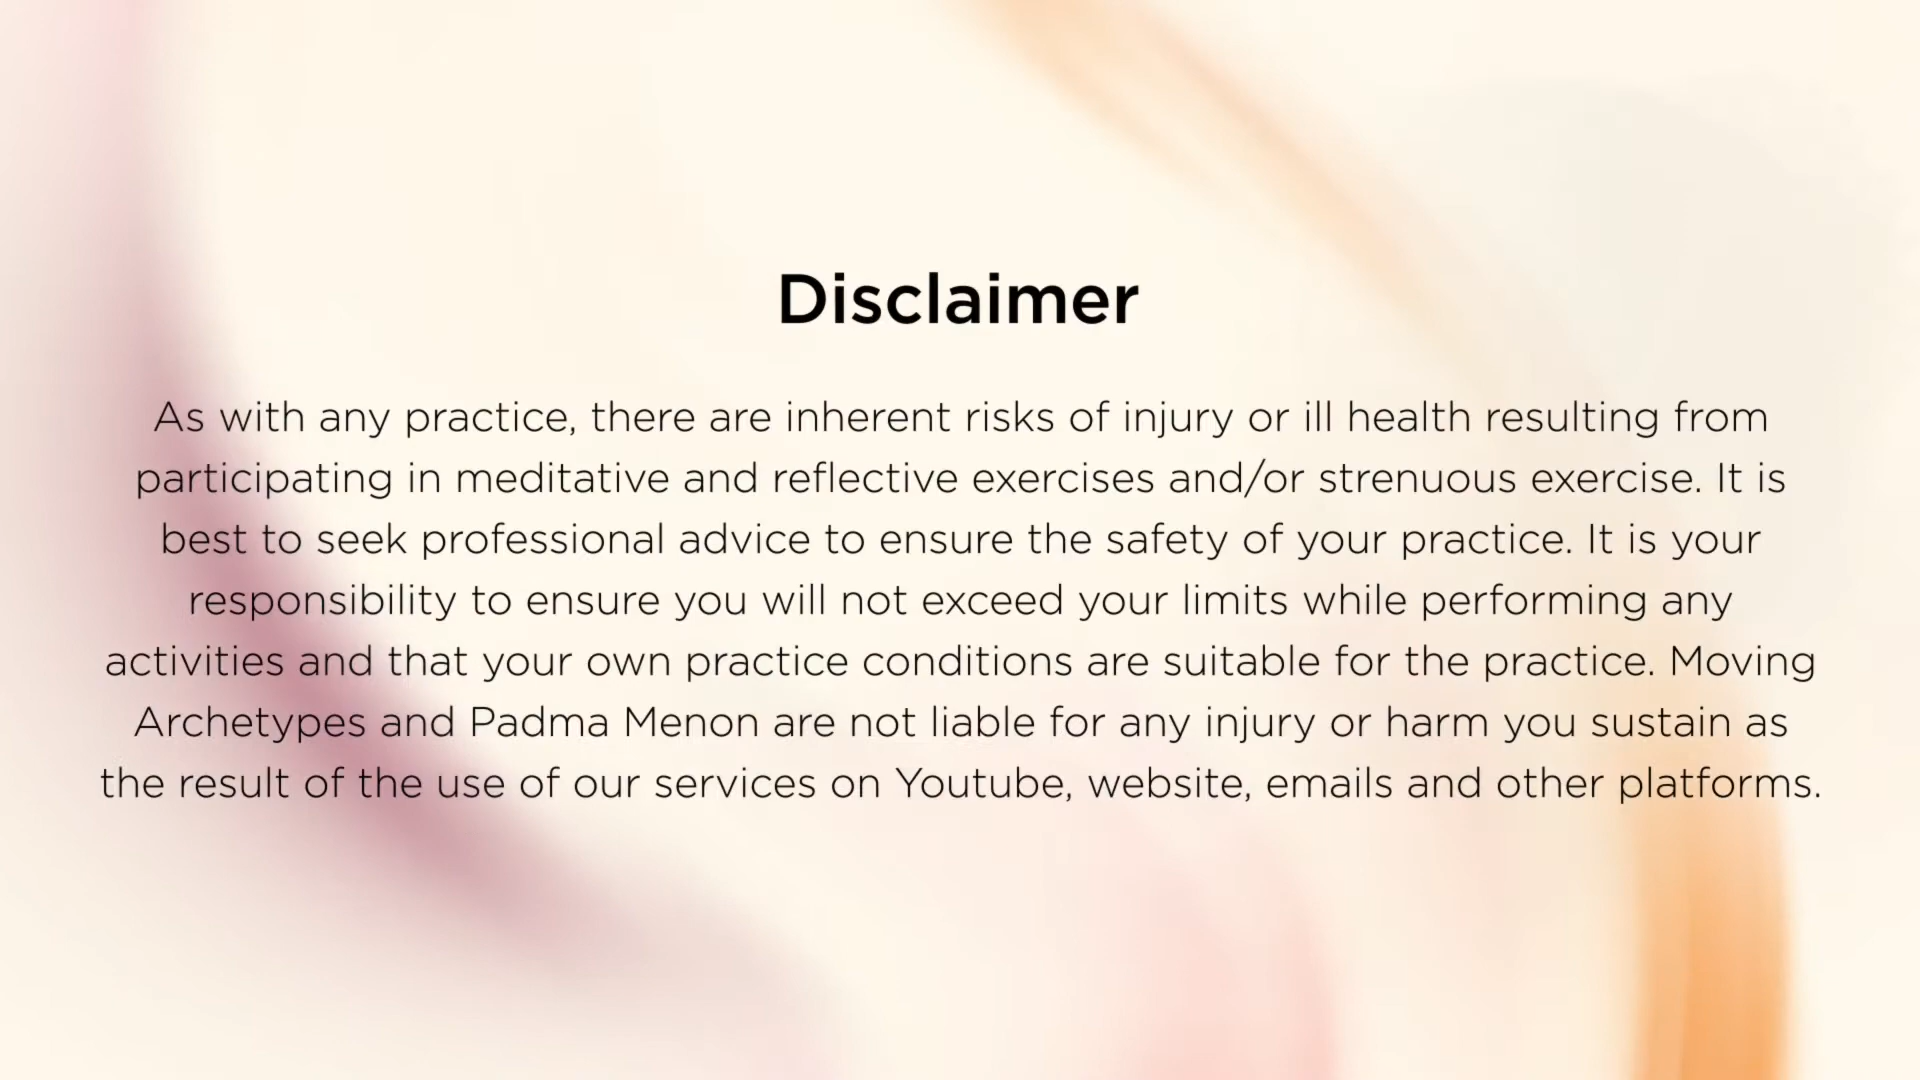 Disclaimer
As with any practice, there are inherent risks of injury or ill health resulting from
participating in meditative and reflective exercises and/or strenuous exercise. It is
best to seek professional advice to ensure the safety of your practice. It is your
responsibility to ensure you will not exceed your limits while performing any
activities and that your own practice conditions are suitable for the practice. Moving
Archetypes and Padma Menon are not liable for any injury or harm you sustain as
the result of the use of our services on Youtube, website, emails and other platforms.